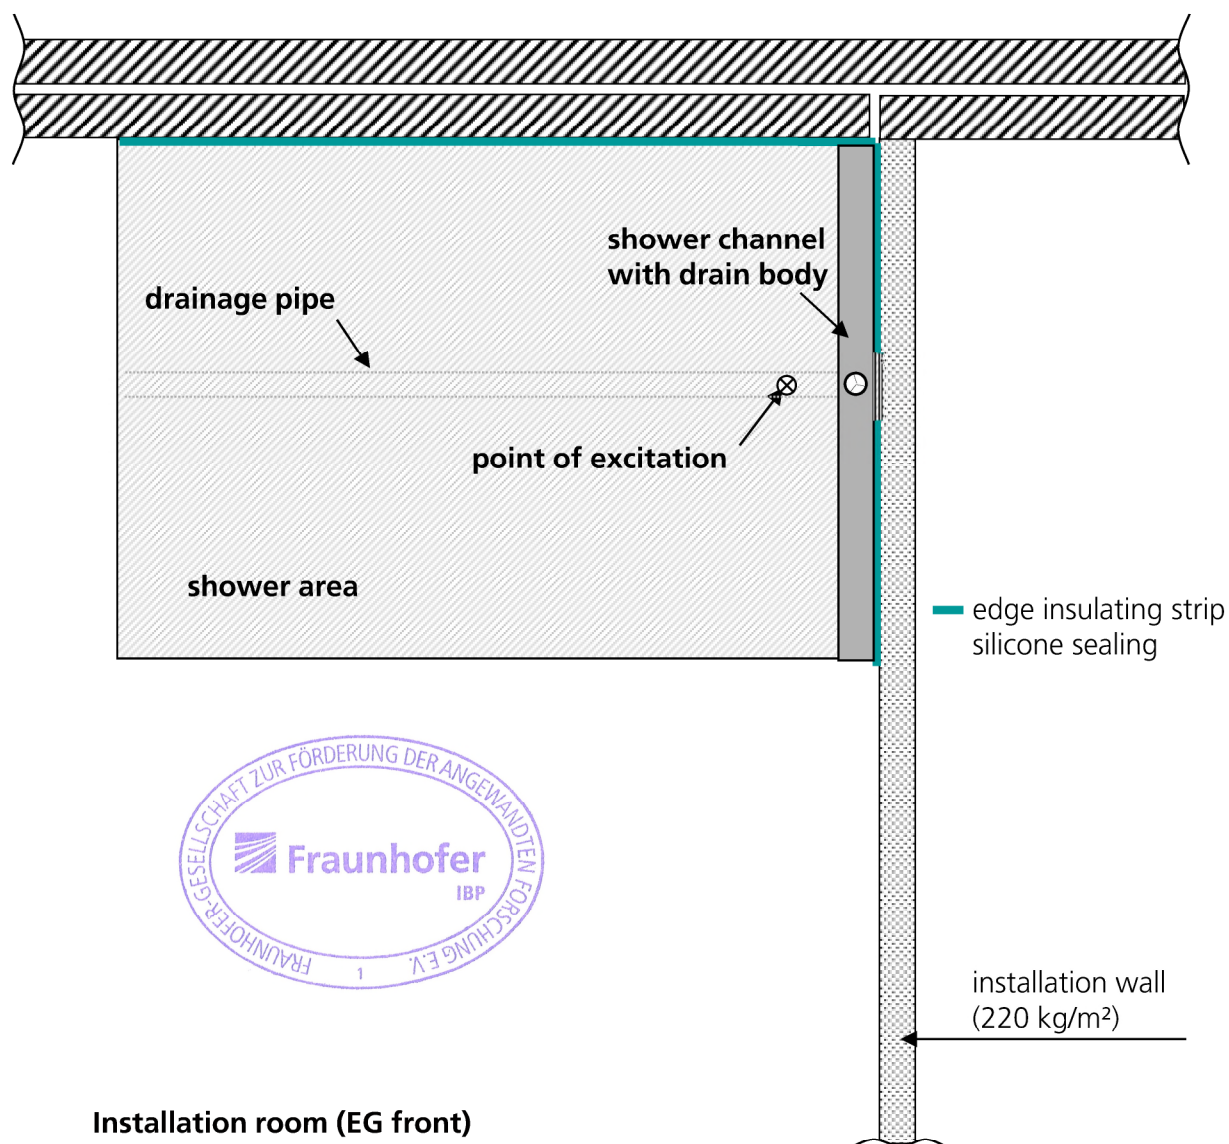 shower channel
with drain body
drainage pipe
point of excitation
shower area
edge insulating strip
silicone sealing
FRAUNHOFER-GESELLSCHAFT ZUR FÖRDERUNG DER ANGEWANDTEN FORSCHUNG E.V.
Fraunhofer
IBP
1
installation wall
(220 kg/m²)
Installation room (EG front)